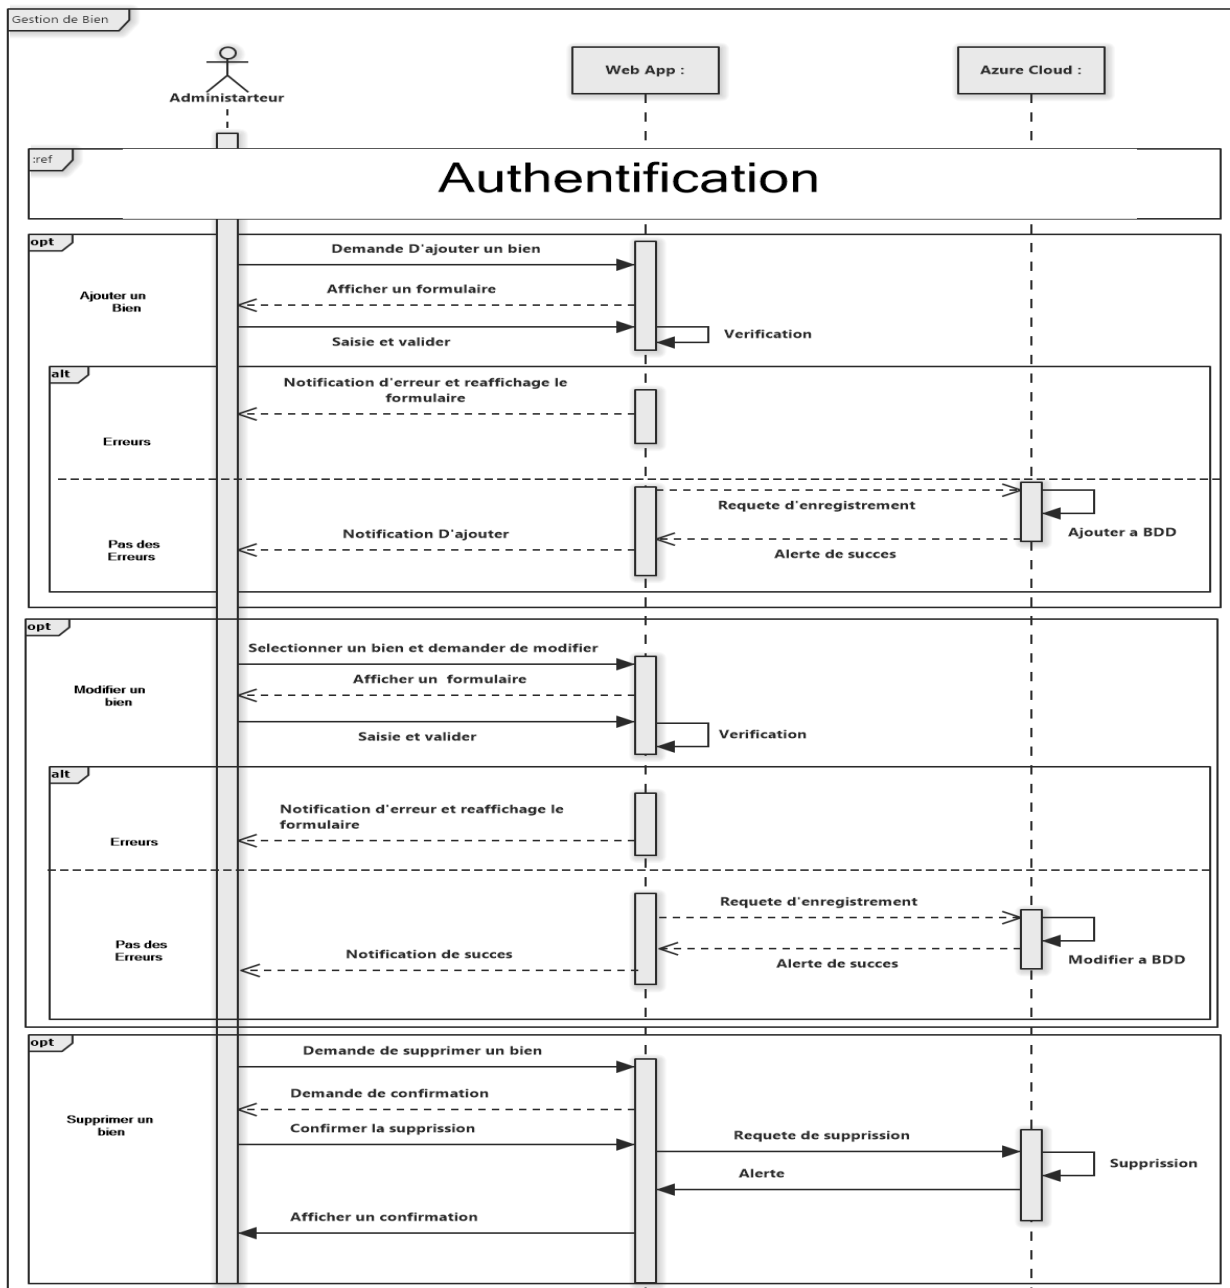 Gestion de Bien
Administarteur
Web App :
Azure Cloud :
:ref
Authentification
opt
Demande D'ajouter un bien
Ajouter un
Bien
Afficher un formulaire
Saisie et valider
Verification
alt
Notification d'erreur et reaffichage le
formulaire
Erreurs
Requete d'enregistrement
Notification D'ajouter
Ajouter a BDD
Pas des
Erreurs
Alerte de succes
opt
Selectionner un bien et demander de modifier
Afficher un formulaire
Modifier un
bien
Saisie et valider
Verification
alt
Notification d'erreur et reaffichage le
formulaire
Erreurs
Requete d'enregistrement
Pas des
Erreurs
Notification de succes
Alerte de succes
Modifier a BDD
opt
Demande de supprimer un bien
Demande de confirmation
Supprimer un
bien
Confirmer la supprission
Requete de supprission
Supprission
Alerte
Afficher un confirmation